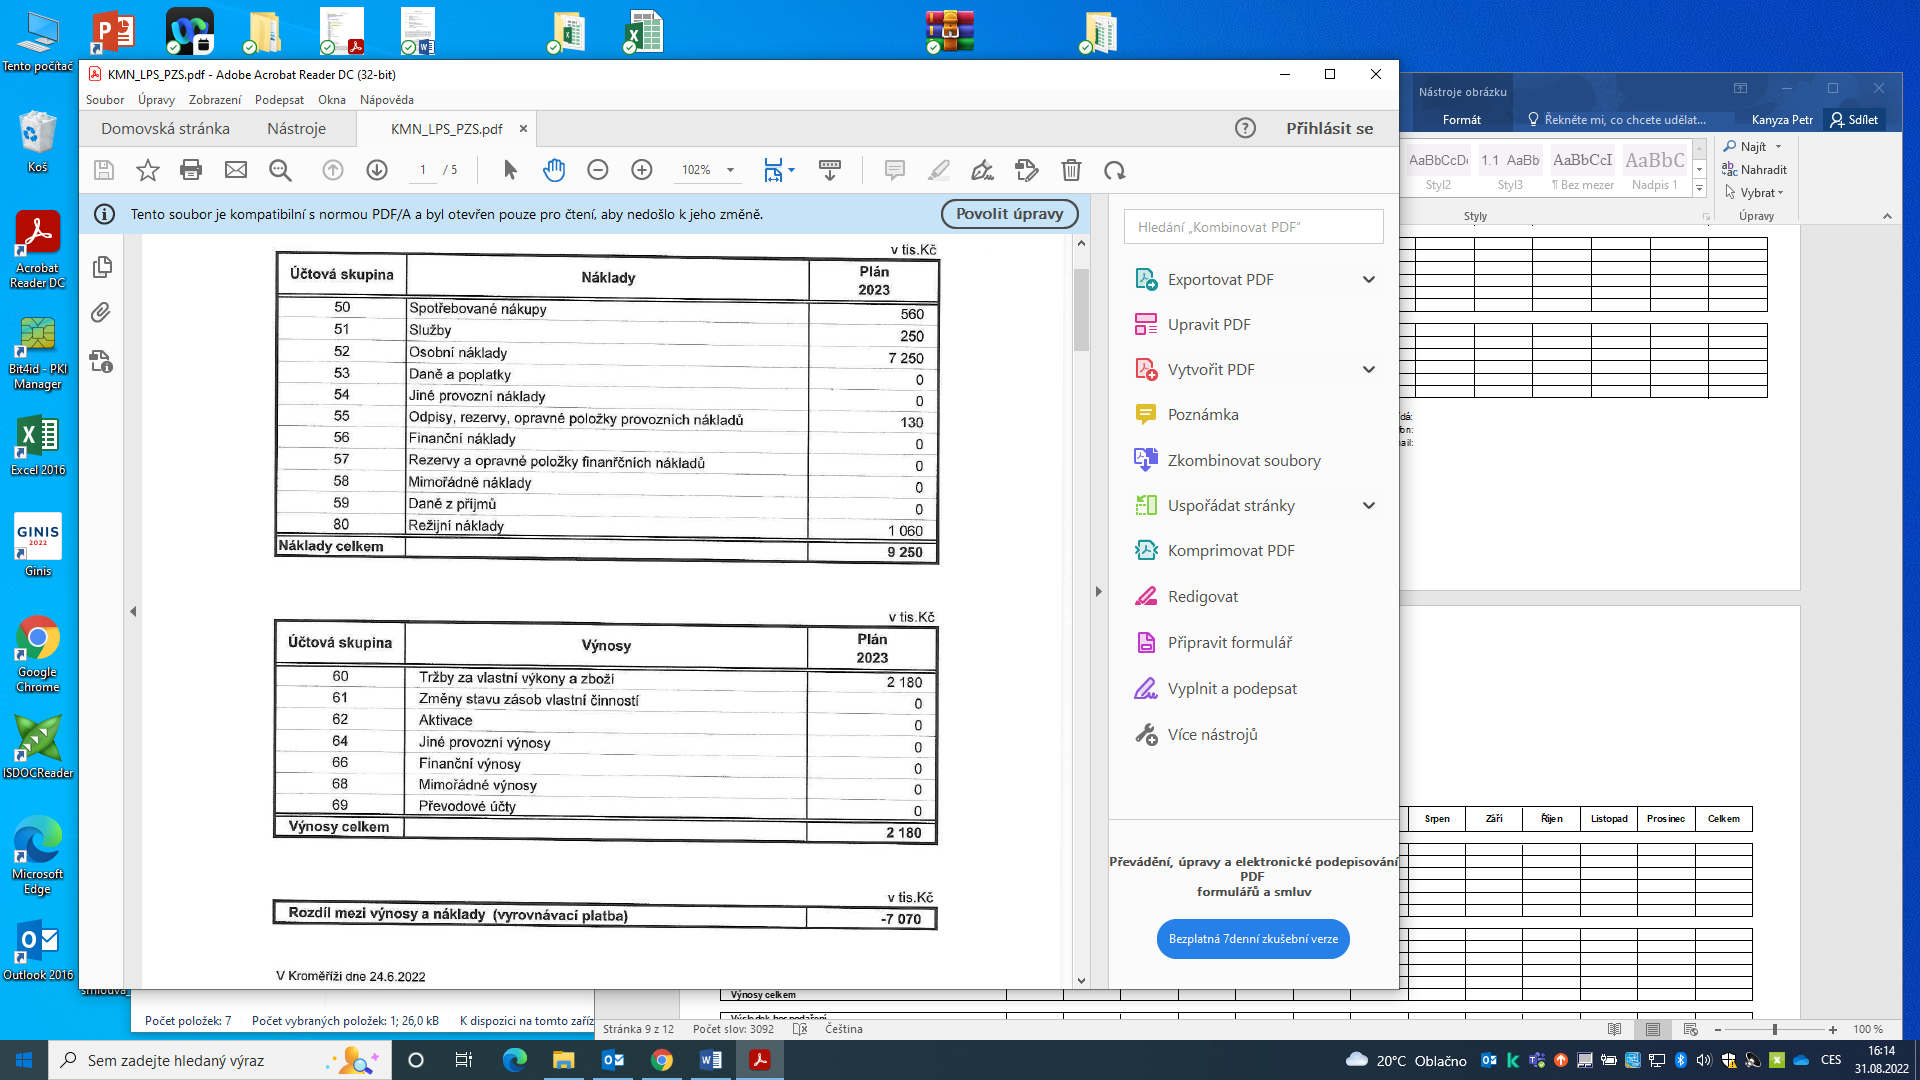 Tento počítač
KMN_LPS_PZS.pdf - Adobe Acrobat Reader DC (32-bit)
Soubor Úpravy Zobrazení Podepsat Okna Nápověda
Domovská stránka Nástroje KMN_LPS_PZS.pdf × Přihlásit se
1 / 5 102%
Tento soubor je kompatibilní s normou PDF/A a byl otevřen pouze pro čtení, aby nedošlo k jeho změně. Povolit úpravy
v tis.Kč
Účtová skupina Náklady Plán 2023
50 Spotřebované nákupy 560
51 Služby 250
52 Osobní náklady 7 250
53 Daně a poplatky 0
54 Jiné provozní náklady 0
55 Odpisy, rezervy, opravné položky provozních nákladů 130
56 Finanční náklady 0
57 Rezervy a opravné položky finanřčních nákladů 0
58 Mimořádné náklady 0
59 Daně z příjmů 0
80 Režijní náklady 1 060
Náklady celkem 9 250
v tis.Kč
Účtová skupina Výnosy Plán 2023
60 Tržby za vlastní výkony a zboží 2 180
61 Změny stavu zásob vlastní činností 0
62 Aktivace 0
64 Jiné provozní výnosy 0
66 Finanční výnosy 0
68 Mimořádné výnosy 0
69 Převodové účty 0
Výnosy celkem 2 180
v tis.Kč
Rozdíl mezi výnosy a náklady (vyrovnávací platba) -7 070
V Kroměříži dne 24.6.2022
Hledání „Kombinovat PDF"
Exportovat PDF
Upravit PDF
Vytvořit PDF
Poznámka
Zkombinovat soubory
Uspořádat stránky
Komprimovat PDF
Redigovat
Připravit formulář
Vyplnit a podepsat
Více nástrojů
Převádění, úpravy a elektronické podepisování
PDF
formulářů a smluv
Bezplatná 7denní zkušební verze
Koš
Acrobat
Reader DC
Bit4id - PKI
Manager
Excel 2016
GINIS
2022
Ginis
Google
Chrome
ISDOCReader
Microsoft
Edge
Outlook 2016
Nástroje obrázku
Formát Řekněte mi, co chcete udělat... Kanyza Petr Sdílet
AaBbCcDc 1.1 AaBb AaBbCcI AaBbC
Styl2 Styl3 ¶ Bez mezer Nadpis 1
Najít
Nahradit
Vybrat
Styly Úpravy
dá:
fon:
ail:
Srpen Září Říjen Listopad Prosinec Celkem
Výnosy celkem
Počet položek: 7 Počet vybraných položek: 1; 26,0 kB K dispozici na tomto zaříz
Stránka 9 z 12 Počet slov: 3092 Čeština 100 %
Sem zadejte hledaný výraz
20°C Oblačno CES 16:14
31.08.2022